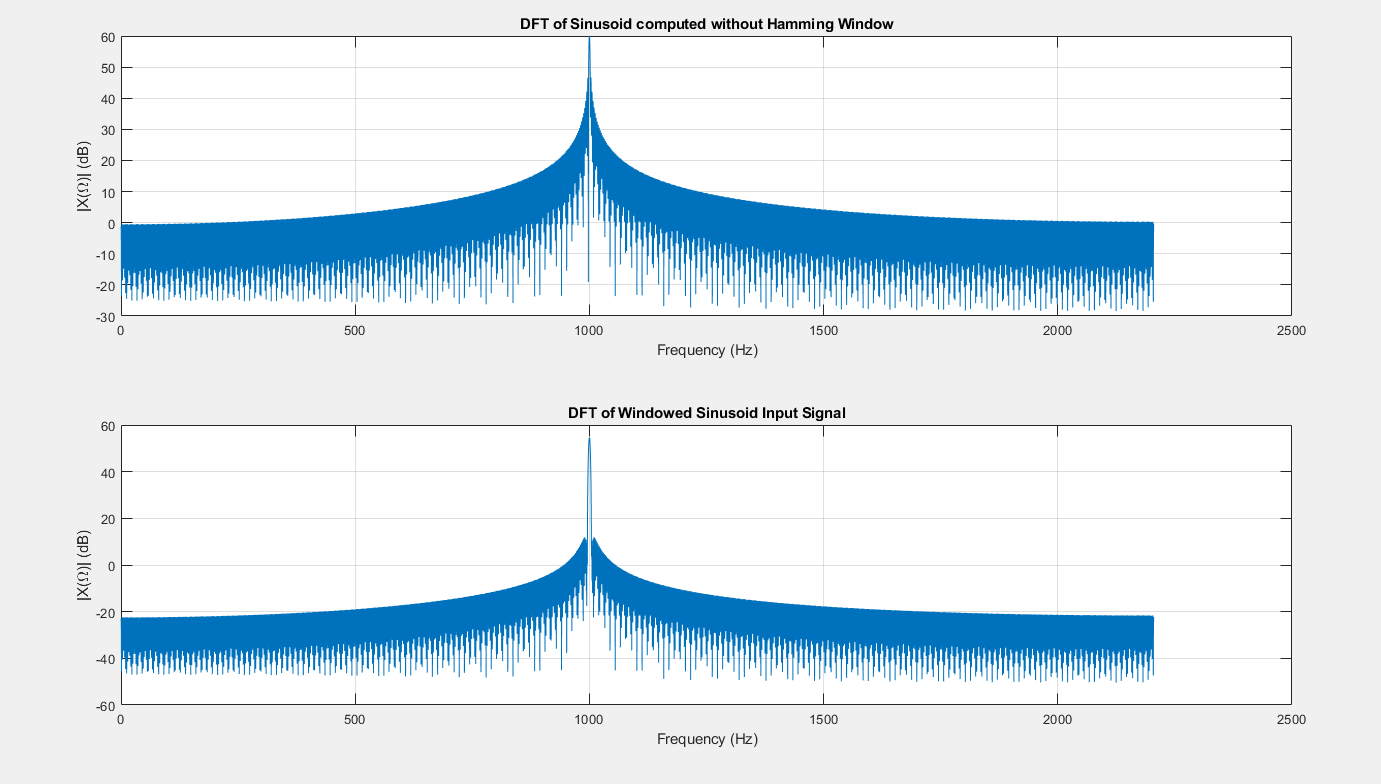 DFT of Sinusoid computed without Hamming Window
60
50
40
30
20
10
0
-10
-20
-30
|X(Ω)| (dB)
0 500 1000 1500 2000 2500
Frequency (Hz)
DFT of Windowed Sinusoid Input Signal
60
40
20
0
-20
-40
-60
|X(Ω)| (dB)
0 500 1000 1500 2000 2500
Frequency (Hz)